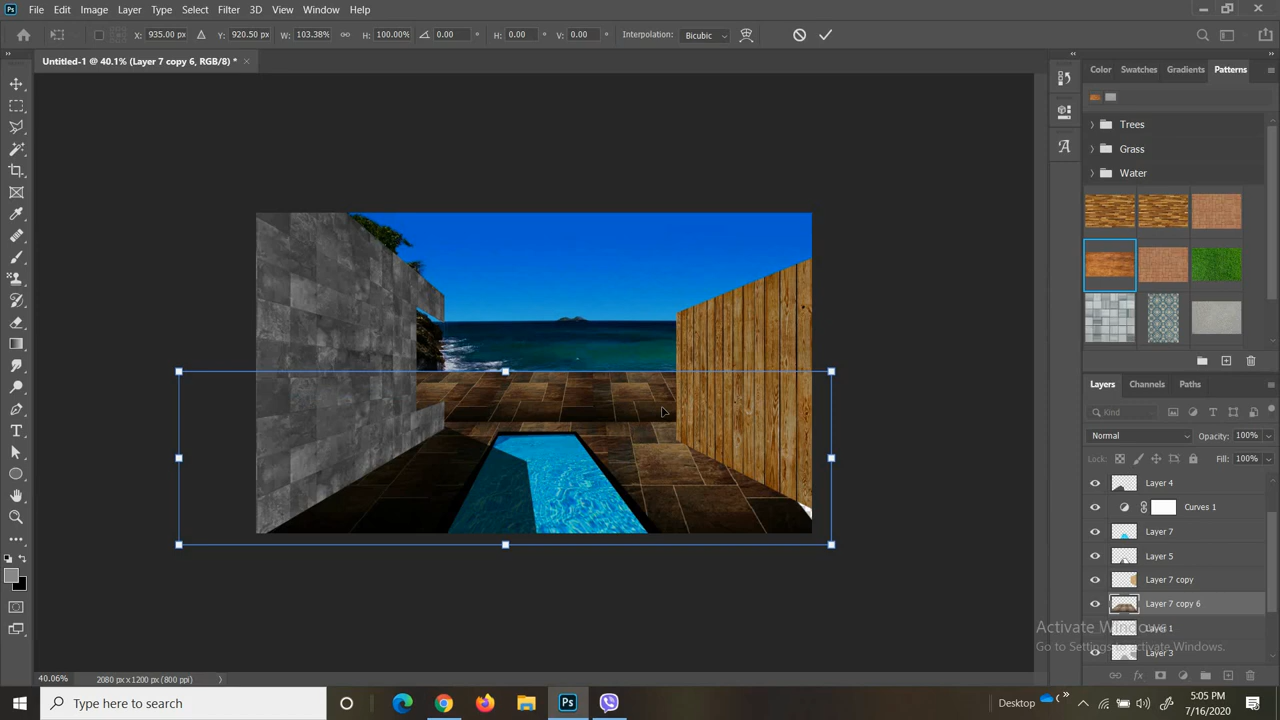 Ps File Edit Image Layer Type Select Filter 3D View Window Help
X: 935.00 px Y: 920.50 px W: 103.38% H: 100.00% 0.00 ° H: 0.00 ° V: 0.00 ° Interpolation: Bicubic
Untitled-1 @ 40.1% (Layer 7 copy 6, RGB/8) * ×
Color Swatches Gradients Patterns
Trees
Grass
Water
Layers Channels Paths
Kind
Normal Opacity: 100%
Lock: Fill: 100%
Layer 4
Curves 1
Layer 7
Layer 5
Layer 7 copy
Layer 7 copy 6
Layer 1
Layer 3
Activate Windows
Go to Settings to activate Windows.
40.06% 2080 px x 1200 px (800 ppi)
Type here to search
Ps
Desktop
5:05 PM
7/16/2020